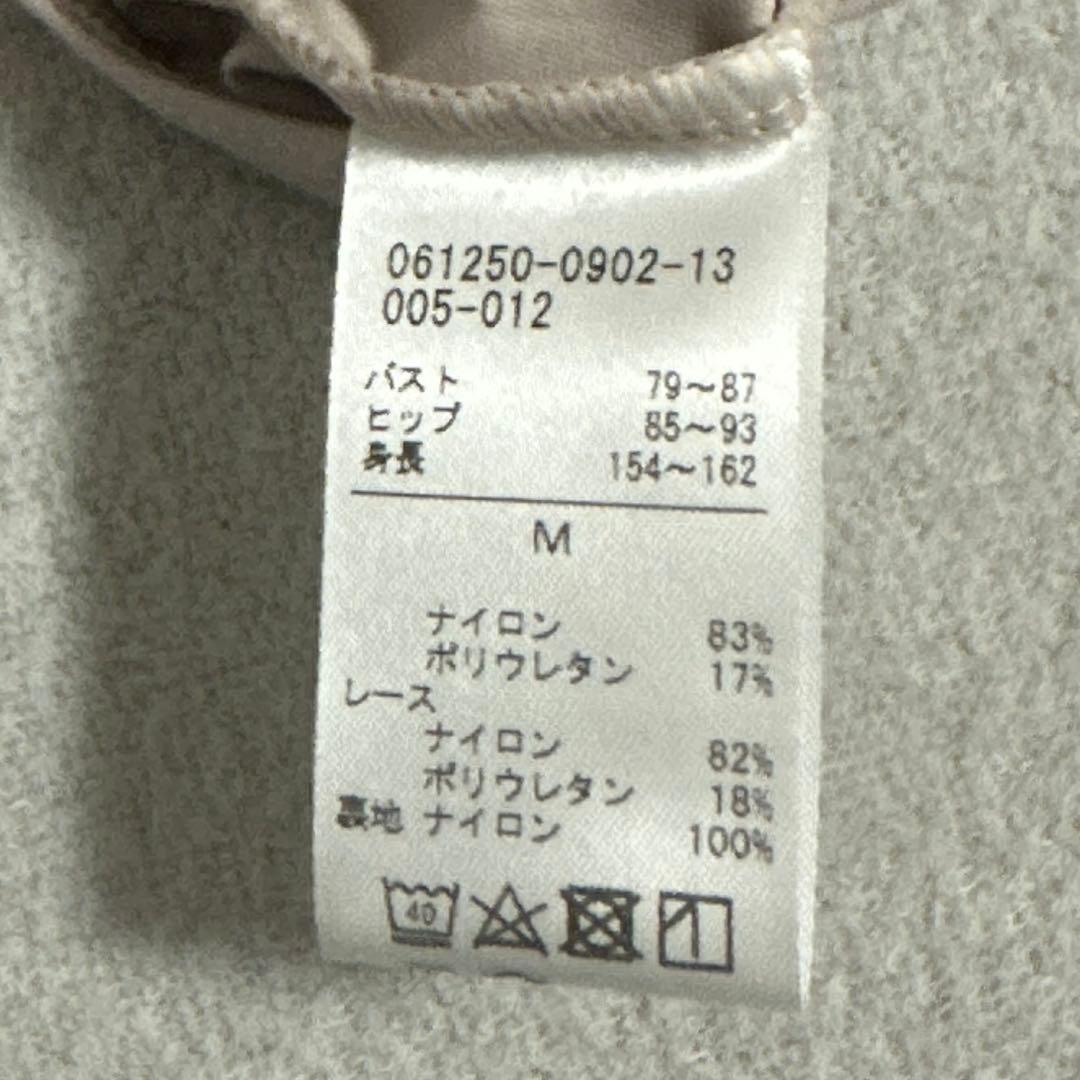 061250-0902-13
005-012
バスト 79～87
ヒップ 85～93
身長 154～162
M
ナイロン 83%
ポリウレタン 17%
レース
ナイロン 82%
ポリウレタン 18%
裏地 ナイロン 100%
40